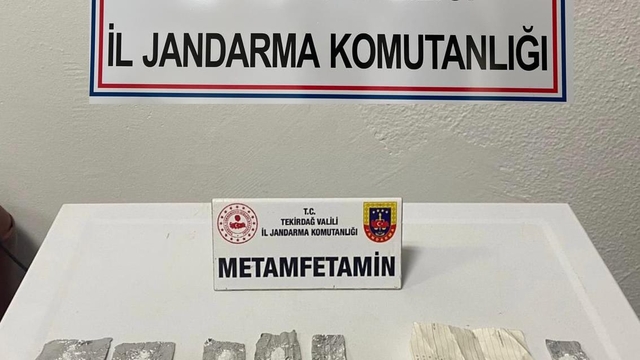 İL JANDARMA KOMUTANLIĞI
T.C.
TEKİRDAĞ VALİLİ
İL JANDARMA KOMUTANLIĞI
METAMFETAMİN